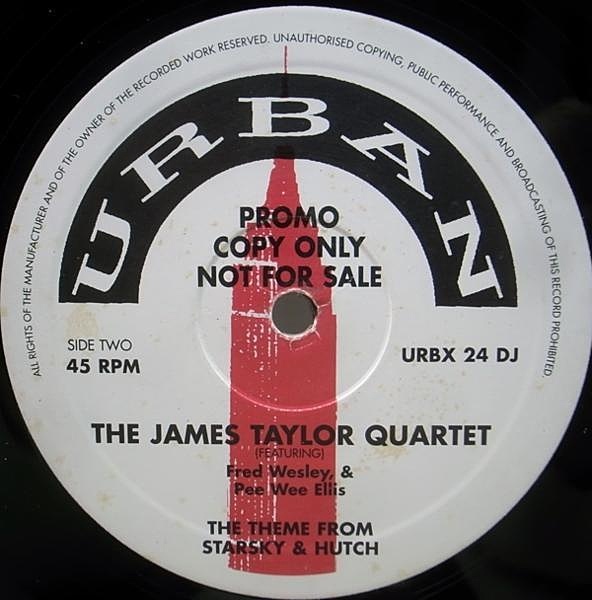 ALL RIGHTS OF THE MANUFACTURER AND OF THE OWNER OF THE RECORDED WORK RESERVED. UNAUTHORISED COPYING, PUBLIC PERFORMANCE AND BROADCASTING OF THIS RECORD PROHIBITED
URBAN
PROMO
COPY ONLY
NOT FOR SALE
SIDE TWO
45 RPM
URBX 24 DJ
THE JAMES TAYLOR QUARTET
(FEATURING)
Fred Wesley, &
Pee Wee Ellis
THE THEME FROM
STARSKY & HUTCH